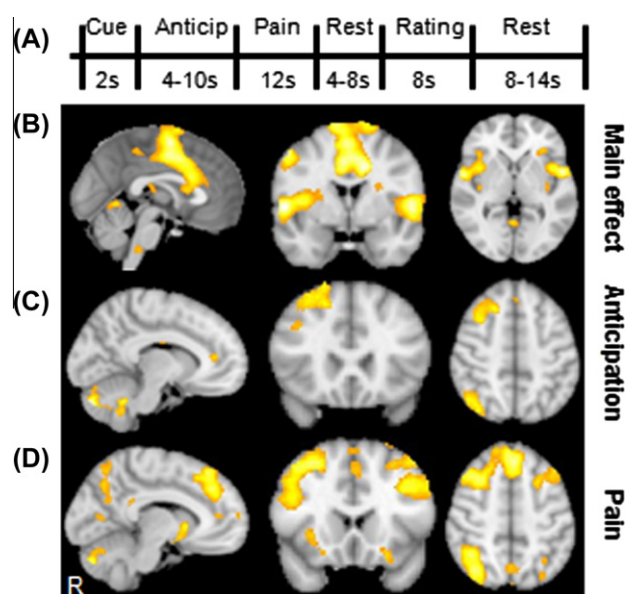 (A)
Cue Anticip Pain Rest Rating Rest
2s 4-10s 12s 4-8s 8s 8-14s
(B)
Main effect
(C)
Anticipation
(D)
Pain
R